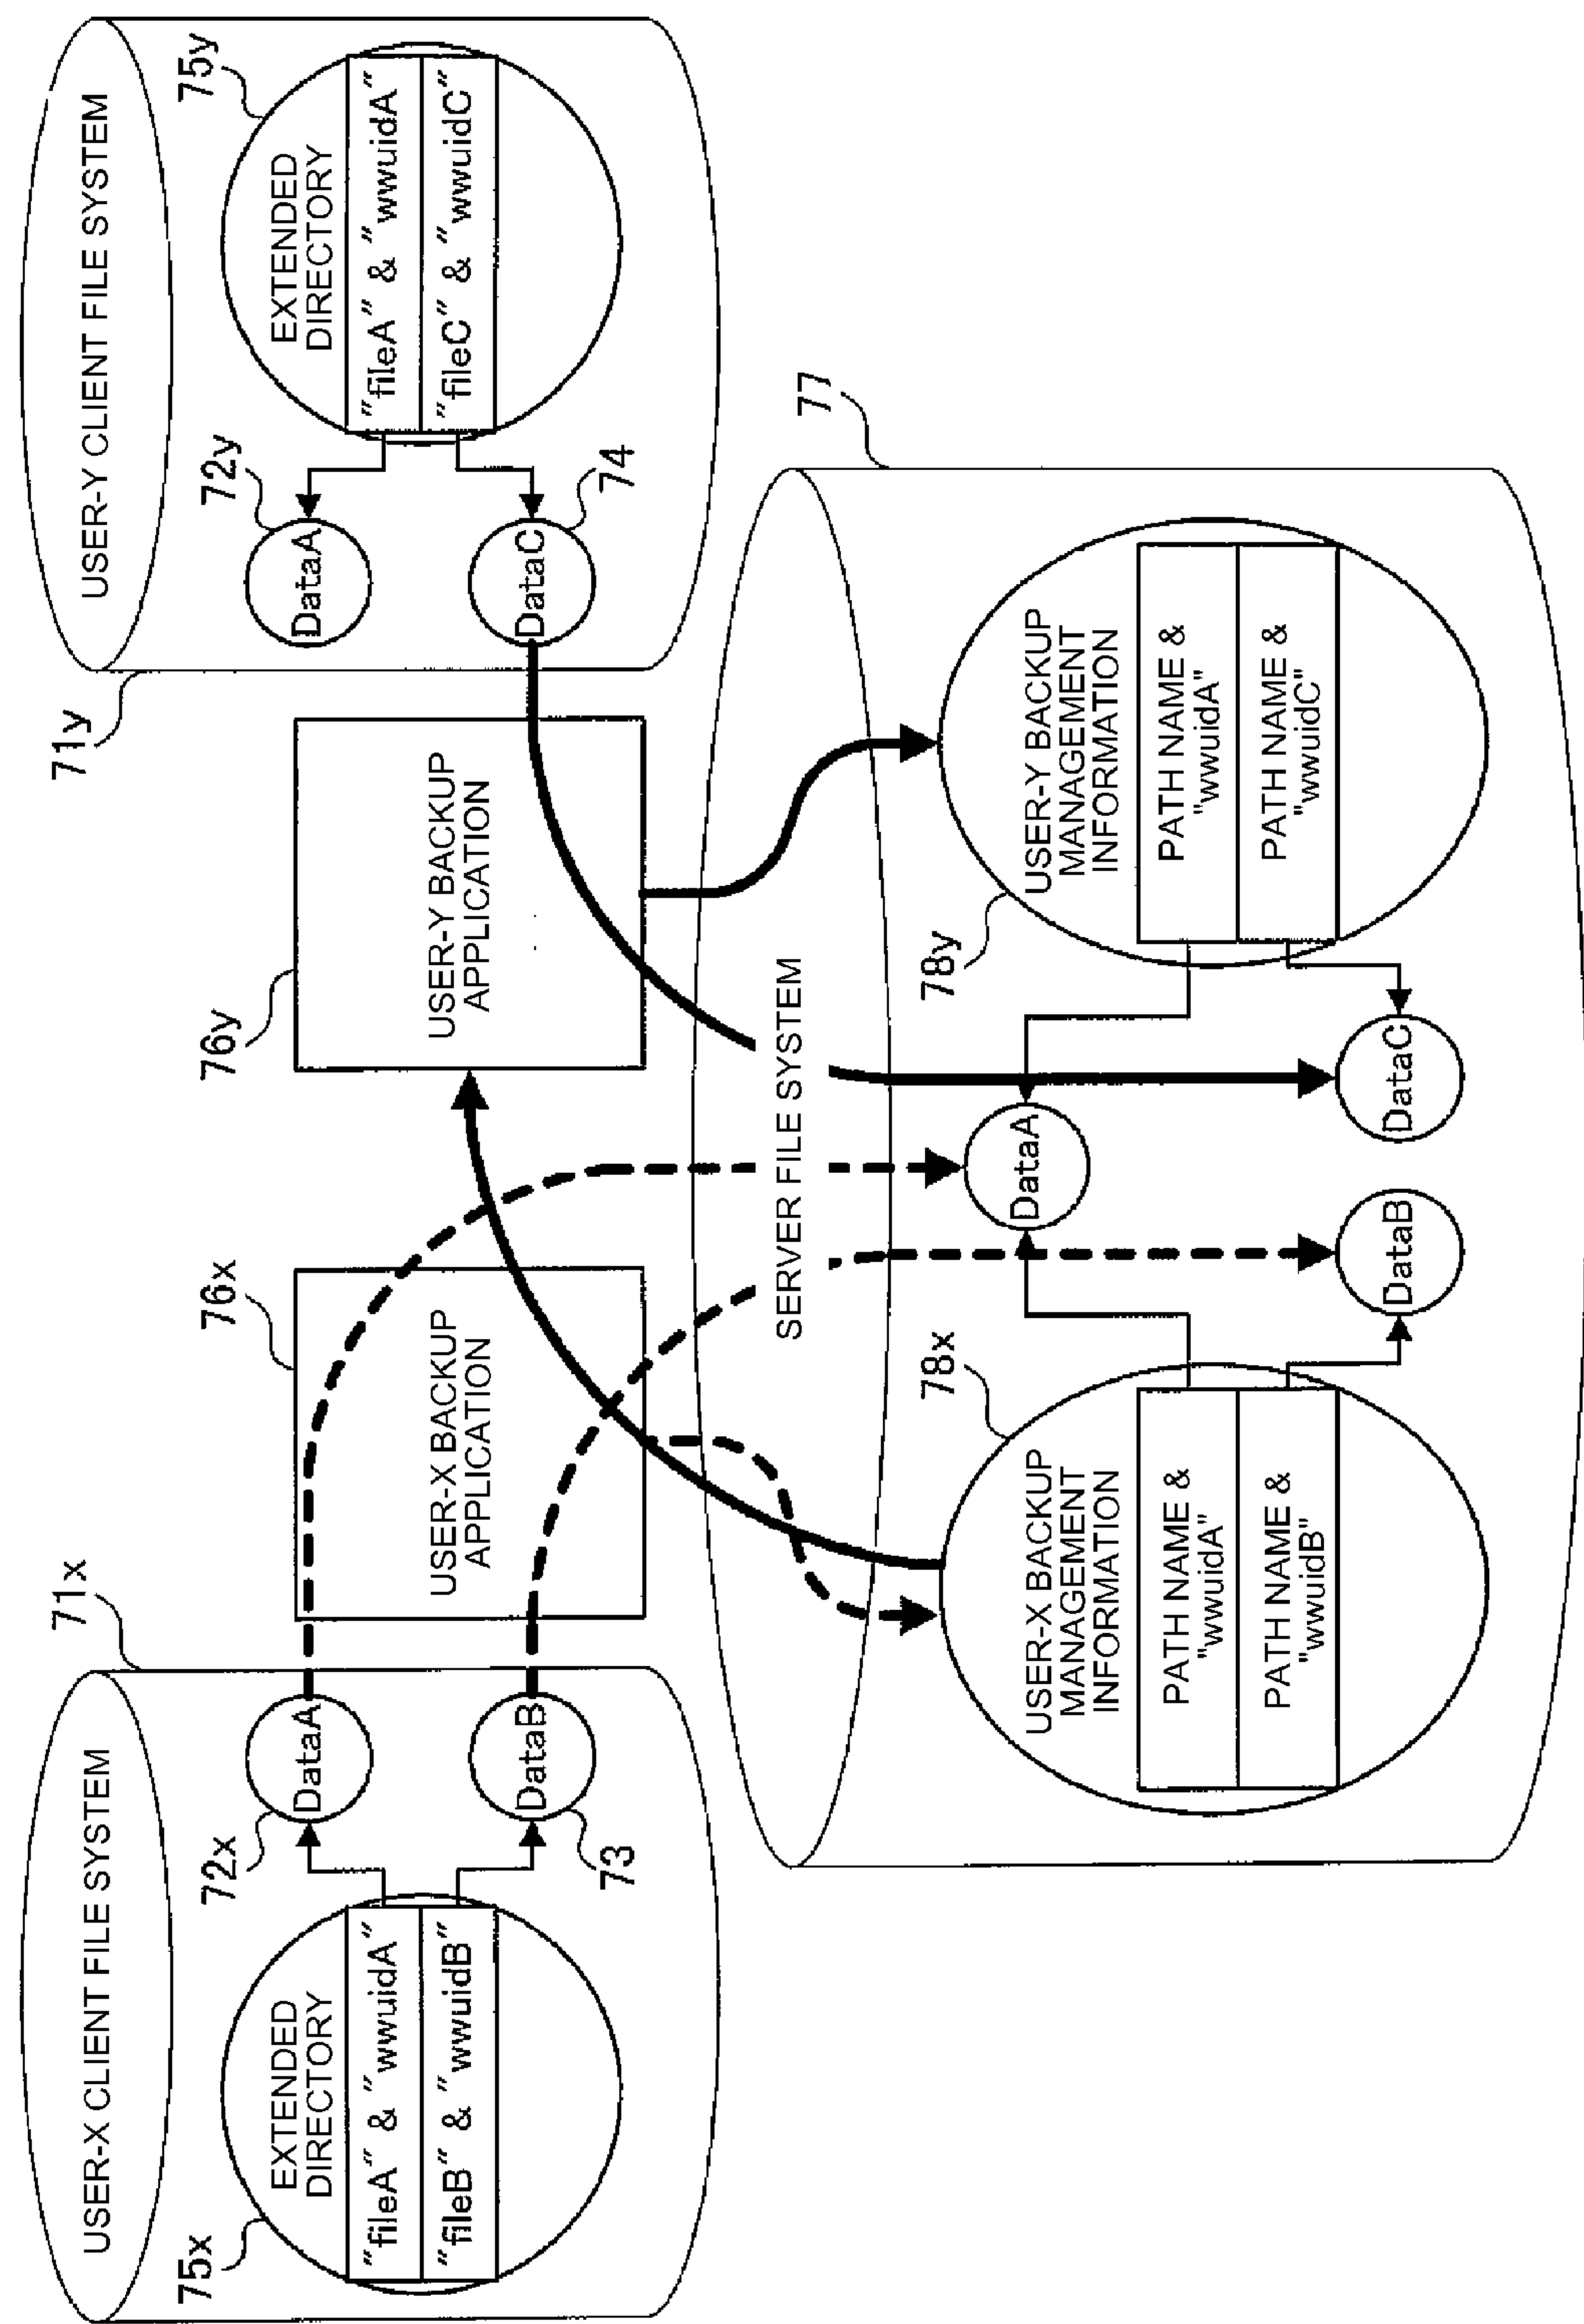 USER-X CLIENT FILE SYSTEM
71x
75x
EXTENDED
DIRECTORY
"fileA" & "wwuidA"
"fileB" & "wwuidB"
72x
DataA
DataB
73
76x
USER-X BACKUP
APPLICATION
76y
USER-Y BACKUP
APPLICATION
71y
USER-Y CLIENT FILE SYSTEM
72y
DataA
DataC
74
75y
EXTENDED
DIRECTORY
"fileA" & "wwuidA"
"fileC" & "wwuidC"
77
SERVER FILE SYSTEM
78x
USER-X BACKUP
MANAGEMENT
INFORMATION
PATH NAME &
"wwuidA"
PATH NAME &
"wwuidB"
DataA
DataB
DataC
78y
USER-Y BACKUP
MANAGEMENT
INFORMATION
PATH NAME &
"wwuidA"
PATH NAME &
"wwuidC"